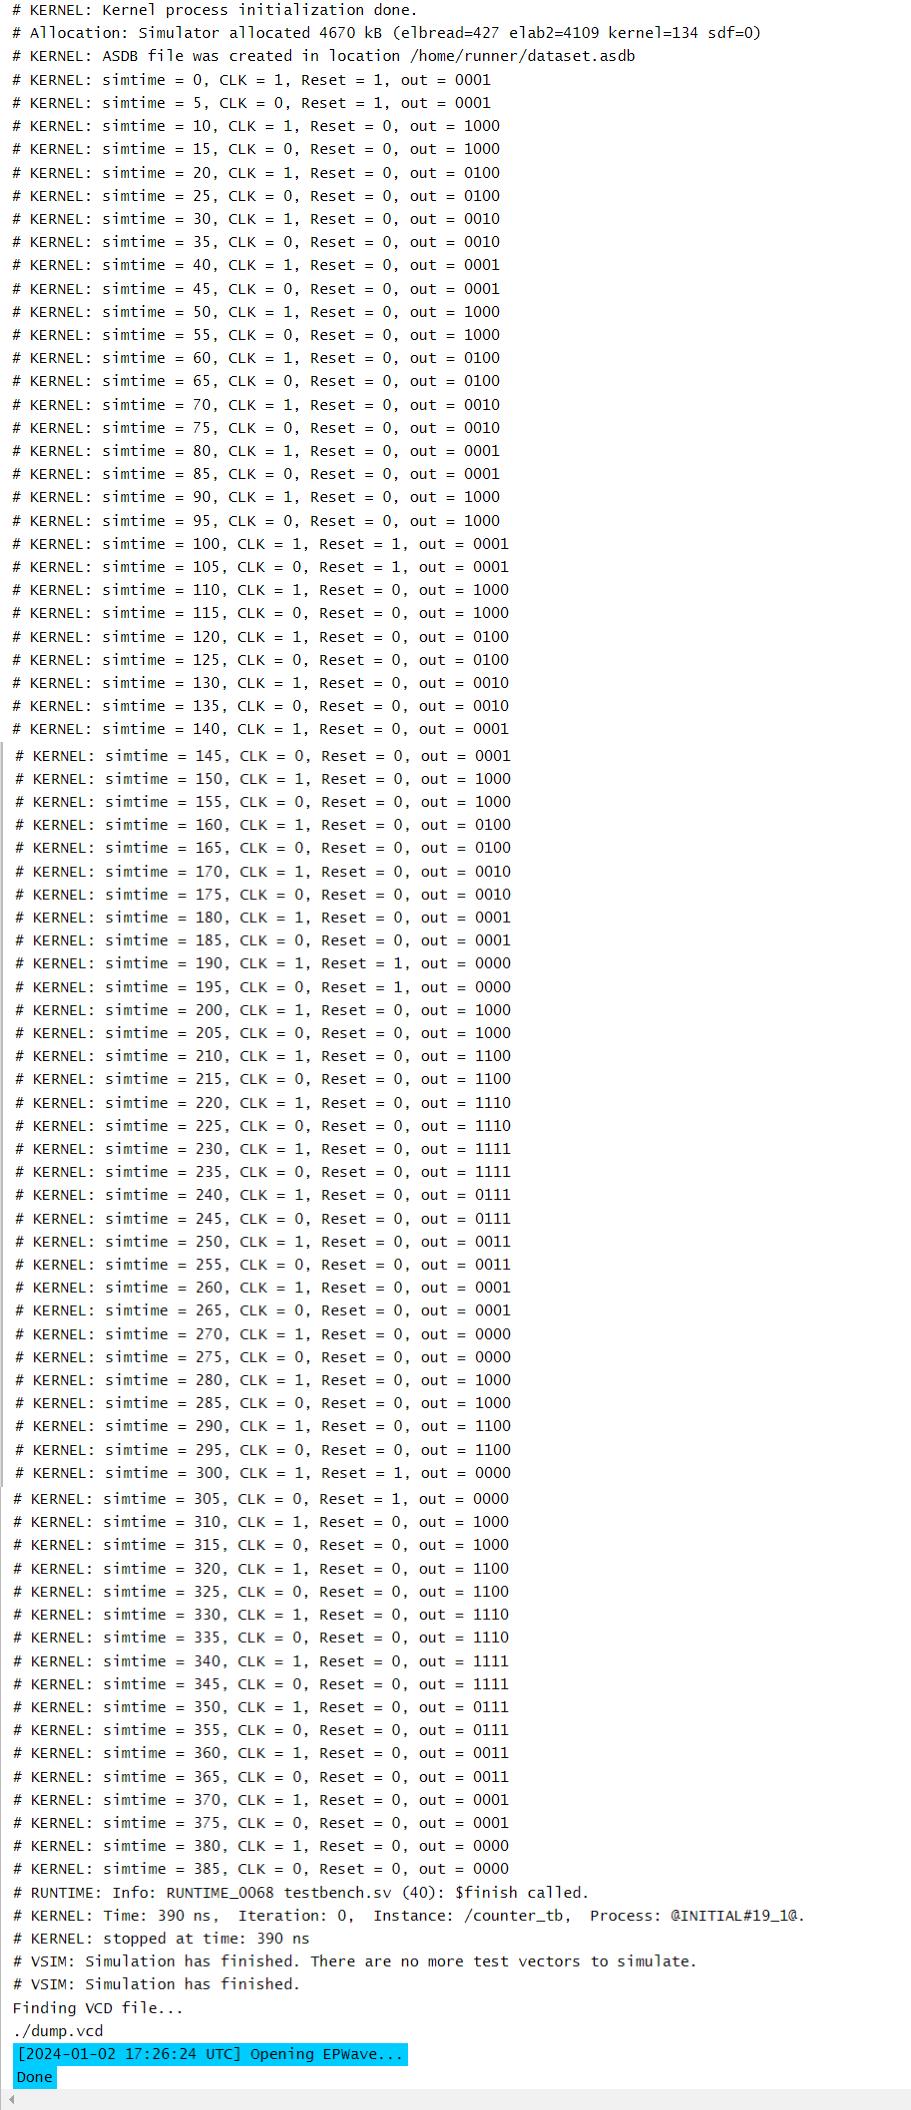 # KERNEL: Kernel process initialization done.
# Allocation: Simulator allocated 4670 kB (elbread=427 elab2=4109 kernel=134 sdf=0)
# KERNEL: ASDB file was created in location /home/runner/dataset.asdb
# KERNEL: simtime = 0, CLK = 1, Reset = 1, out = 0001
# KERNEL: simtime = 5, CLK = 0, Reset = 1, out = 0001
# KERNEL: simtime = 10, CLK = 1, Reset = 0, out = 1000
# KERNEL: simtime = 15, CLK = 0, Reset = 0, out = 1000
# KERNEL: simtime = 20, CLK = 1, Reset = 0, out = 0100
# KERNEL: simtime = 25, CLK = 0, Reset = 0, out = 0100
# KERNEL: simtime = 30, CLK = 1, Reset = 0, out = 0010
# KERNEL: simtime = 35, CLK = 0, Reset = 0, out = 0010
# KERNEL: simtime = 40, CLK = 1, Reset = 0, out = 0001
# KERNEL: simtime = 45, CLK = 0, Reset = 0, out = 0001
# KERNEL: simtime = 50, CLK = 1, Reset = 0, out = 1000
# KERNEL: simtime = 55, CLK = 0, Reset = 0, out = 1000
# KERNEL: simtime = 60, CLK = 1, Reset = 0, out = 0100
# KERNEL: simtime = 65, CLK = 0, Reset = 0, out = 0100
# KERNEL: simtime = 70, CLK = 1, Reset = 0, out = 0010
# KERNEL: simtime = 75, CLK = 0, Reset = 0, out = 0010
# KERNEL: simtime = 80, CLK = 1, Reset = 0, out = 0001
# KERNEL: simtime = 85, CLK = 0, Reset = 0, out = 0001
# KERNEL: simtime = 90, CLK = 1, Reset = 0, out = 1000
# KERNEL: simtime = 95, CLK = 0, Reset = 0, out = 1000
# KERNEL: simtime = 100, CLK = 1, Reset = 1, out = 0001
# KERNEL: simtime = 105, CLK = 0, Reset = 1, out = 0001
# KERNEL: simtime = 110, CLK = 1, Reset = 0, out = 1000
# KERNEL: simtime = 115, CLK = 0, Reset = 0, out = 1000
# KERNEL: simtime = 120, CLK = 1, Reset = 0, out = 0100
# KERNEL: simtime = 125, CLK = 0, Reset = 0, out = 0100
# KERNEL: simtime = 130, CLK = 1, Reset = 0, out = 0010
# KERNEL: simtime = 135, CLK = 0, Reset = 0, out = 0010
# KERNEL: simtime = 140, CLK = 1, Reset = 0, out = 0001
# KERNEL: simtime = 145, CLK = 0, Reset = 0, out = 0001
# KERNEL: simtime = 150, CLK = 1, Reset = 0, out = 1000
# KERNEL: simtime = 155, CLK = 0, Reset = 0, out = 1000
# KERNEL: simtime = 160, CLK = 1, Reset = 0, out = 0100
# KERNEL: simtime = 165, CLK = 0, Reset = 0, out = 0100
# KERNEL: simtime = 170, CLK = 1, Reset = 0, out = 0010
# KERNEL: simtime = 175, CLK = 0, Reset = 0, out = 0010
# KERNEL: simtime = 180, CLK = 1, Reset = 0, out = 0001
# KERNEL: simtime = 185, CLK = 0, Reset = 0, out = 0001
# KERNEL: simtime = 190, CLK = 1, Reset = 1, out = 0000
# KERNEL: simtime = 195, CLK = 0, Reset = 1, out = 0000
# KERNEL: simtime = 200, CLK = 1, Reset = 0, out = 1000
# KERNEL: simtime = 205, CLK = 0, Reset = 0, out = 1000
# KERNEL: simtime = 210, CLK = 1, Reset = 0, out = 1100
# KERNEL: simtime = 215, CLK = 0, Reset = 0, out = 1100
# KERNEL: simtime = 220, CLK = 1, Reset = 0, out = 1110
# KERNEL: simtime = 225, CLK = 0, Reset = 0, out = 1110
# KERNEL: simtime = 230, CLK = 1, Reset = 0, out = 1111
# KERNEL: simtime = 235, CLK = 0, Reset = 0, out = 1111
# KERNEL: simtime = 240, CLK = 1, Reset = 0, out = 0111
# KERNEL: simtime = 245, CLK = 0, Reset = 0, out = 0111
# KERNEL: simtime = 250, CLK = 1, Reset = 0, out = 0011
# KERNEL: simtime = 255, CLK = 0, Reset = 0, out = 0011
# KERNEL: simtime = 260, CLK = 1, Reset = 0, out = 0001
# KERNEL: simtime = 265, CLK = 0, Reset = 0, out = 0001
# KERNEL: simtime = 270, CLK = 1, Reset = 0, out = 0000
# KERNEL: simtime = 275, CLK = 0, Reset = 0, out = 0000
# KERNEL: simtime = 280, CLK = 1, Reset = 0, out = 1000
# KERNEL: simtime = 285, CLK = 0, Reset = 0, out = 1000
# KERNEL: simtime = 290, CLK = 1, Reset = 0, out = 1100
# KERNEL: simtime = 295, CLK = 0, Reset = 0, out = 1100
# KERNEL: simtime = 300, CLK = 1, Reset = 1, out = 0000
# KERNEL: simtime = 305, CLK = 0, Reset = 1, out = 0000
# KERNEL: simtime = 310, CLK = 1, Reset = 0, out = 1000
# KERNEL: simtime = 315, CLK = 0, Reset = 0, out = 1000
# KERNEL: simtime = 320, CLK = 1, Reset = 0, out = 1100
# KERNEL: simtime = 325, CLK = 0, Reset = 0, out = 1100
# KERNEL: simtime = 330, CLK = 1, Reset = 0, out = 1110
# KERNEL: simtime = 335, CLK = 0, Reset = 0, out = 1110
# KERNEL: simtime = 340, CLK = 1, Reset = 0, out = 1111
# KERNEL: simtime = 345, CLK = 0, Reset = 0, out = 1111
# KERNEL: simtime = 350, CLK = 1, Reset = 0, out = 0111
# KERNEL: simtime = 355, CLK = 0, Reset = 0, out = 0111
# KERNEL: simtime = 360, CLK = 1, Reset = 0, out = 0011
# KERNEL: simtime = 365, CLK = 0, Reset = 0, out = 0011
# KERNEL: simtime = 370, CLK = 1, Reset = 0, out = 0001
# KERNEL: simtime = 375, CLK = 0, Reset = 0, out = 0001
# KERNEL: simtime = 380, CLK = 1, Reset = 0, out = 0000
# KERNEL: simtime = 385, CLK = 0, Reset = 0, out = 0000
# RUNTIME: Info: RUNTIME_0068 testbench.sv (40): $finish called.
# KERNEL: Time: 390 ns,  Iteration: 0,  Instance: /counter_tb,  Process: @INITIAL#19_1@.
# KERNEL: stopped at time: 390 ns
# VSIM: Simulation has finished. There are no more test vectors to simulate.
# VSIM: Simulation has finished.
Finding VCD file...
./dump.vcd
[2024-01-02 17:26:24 UTC] Opening EPWave...
Done